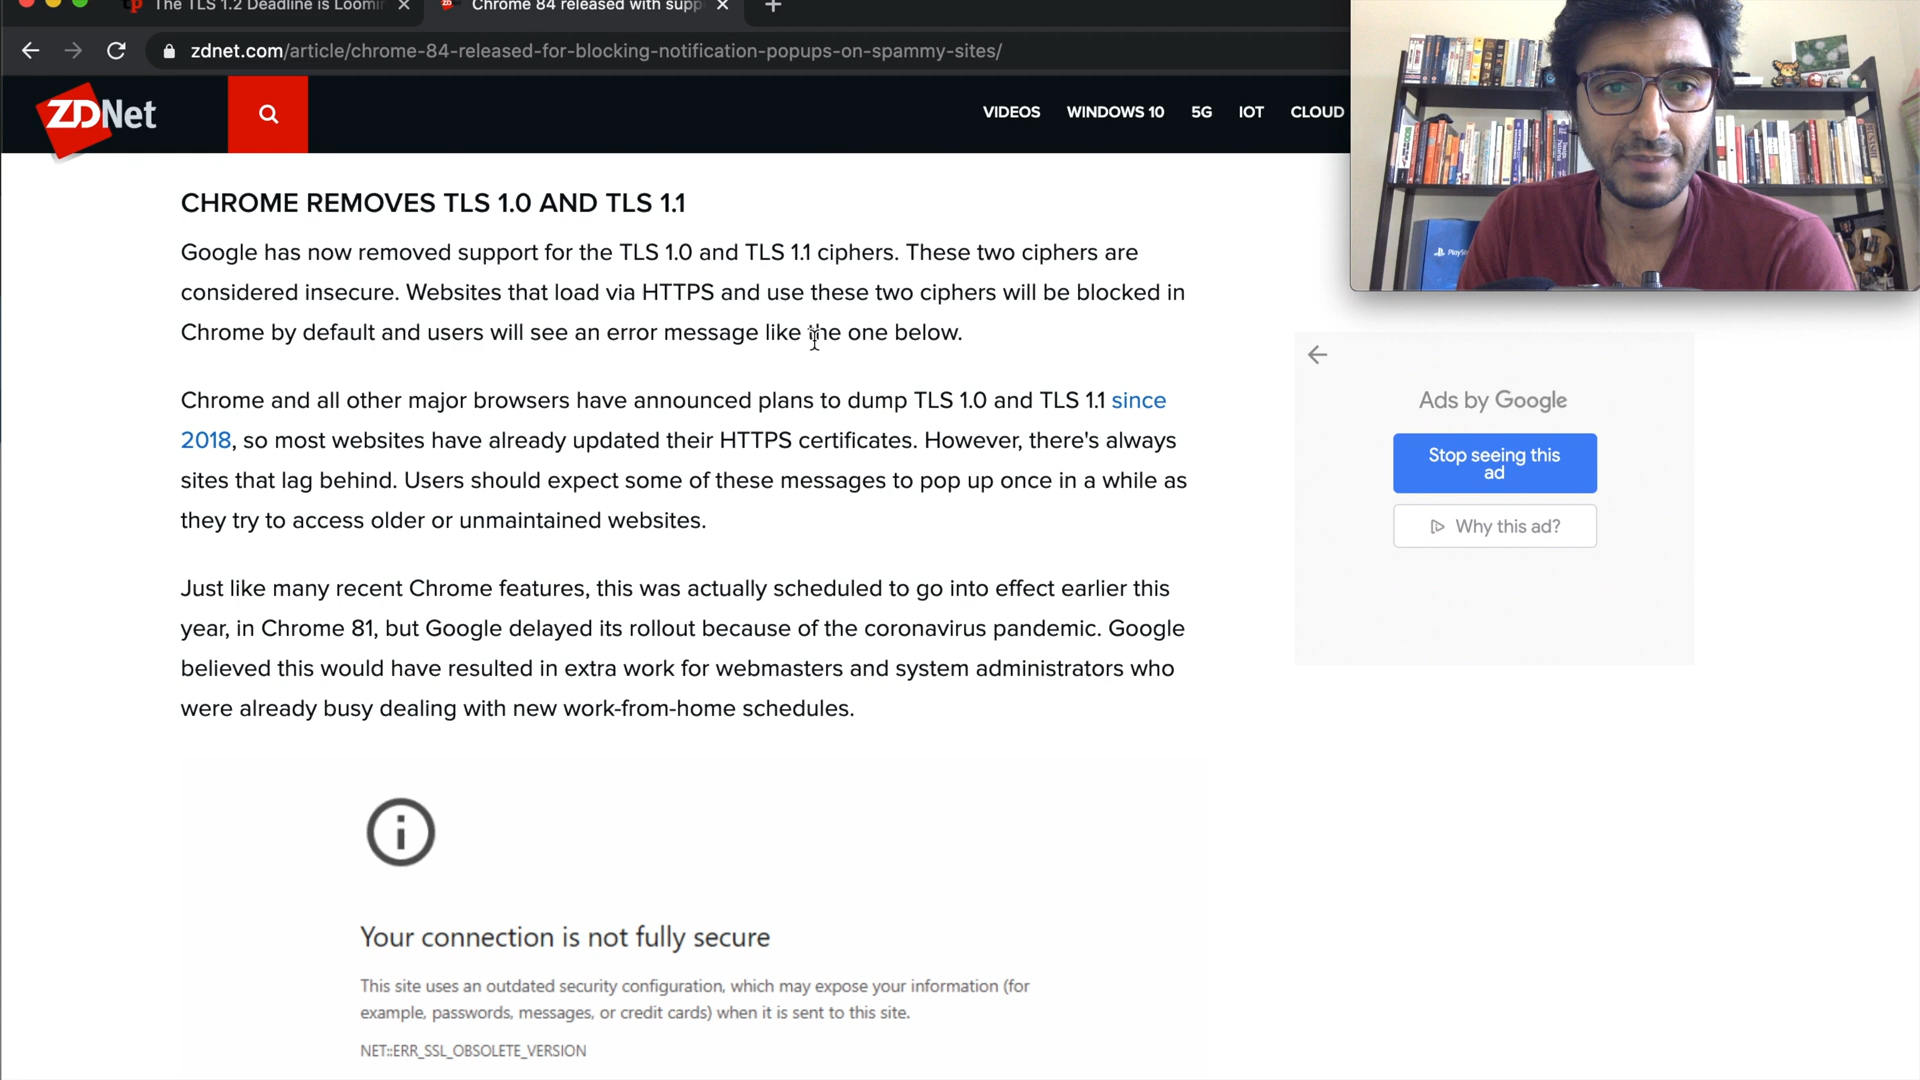 The TLS 1.2 Deadline is Loomin
Chrome 84 released with supp
zdnet.com/article/chrome-84-released-for-blocking-notification-popups-on-spammy-sites/
ZDNet
VIDEOS WINDOWS 10 5G IOT CLOUD
CHROME REMOVES TLS 1.0 AND TLS 1.1
Google has now removed support for the TLS 1.0 and TLS 1.1 ciphers. These two ciphers are
considered insecure. Websites that load via HTTPS and use these two ciphers will be blocked in
Chrome by default and users will see an error message like the one below.
Chrome and all other major browsers have announced plans to dump TLS 1.0 and TLS 1.1 since
2018, so most websites have already updated their HTTPS certificates. However, there's always
sites that lag behind. Users should expect some of these messages to pop up once in a while as
they try to access older or unmaintained websites.
Just like many recent Chrome features, this was actually scheduled to go into effect earlier this
year, in Chrome 81, but Google delayed its rollout because of the coronavirus pandemic. Google
believed this would have resulted in extra work for webmasters and system administrators who
were already busy dealing with new work-from-home schedules.
Your connection is not fully secure
This site uses an outdated security configuration, which may expose your information (for
example, passwords, messages, or credit cards) when it is sent to this site.
NET::ERR_SSL_OBSOLETE_VERSION
Ads by Google
Stop seeing this
ad
Why this ad?